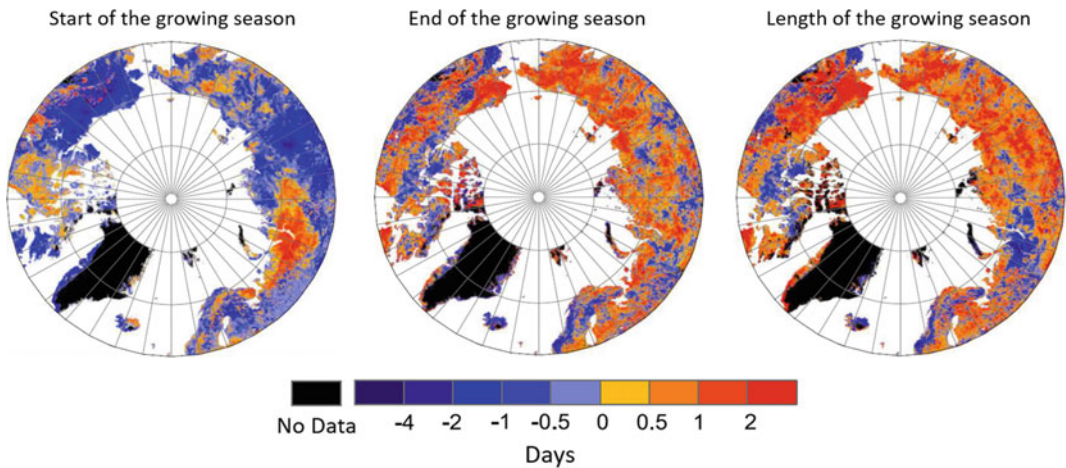 Start of the growing season
End of the growing season
Length of the growing season
No Data
-4 -2 -1 -0.5 0 0.5 1 2
Days